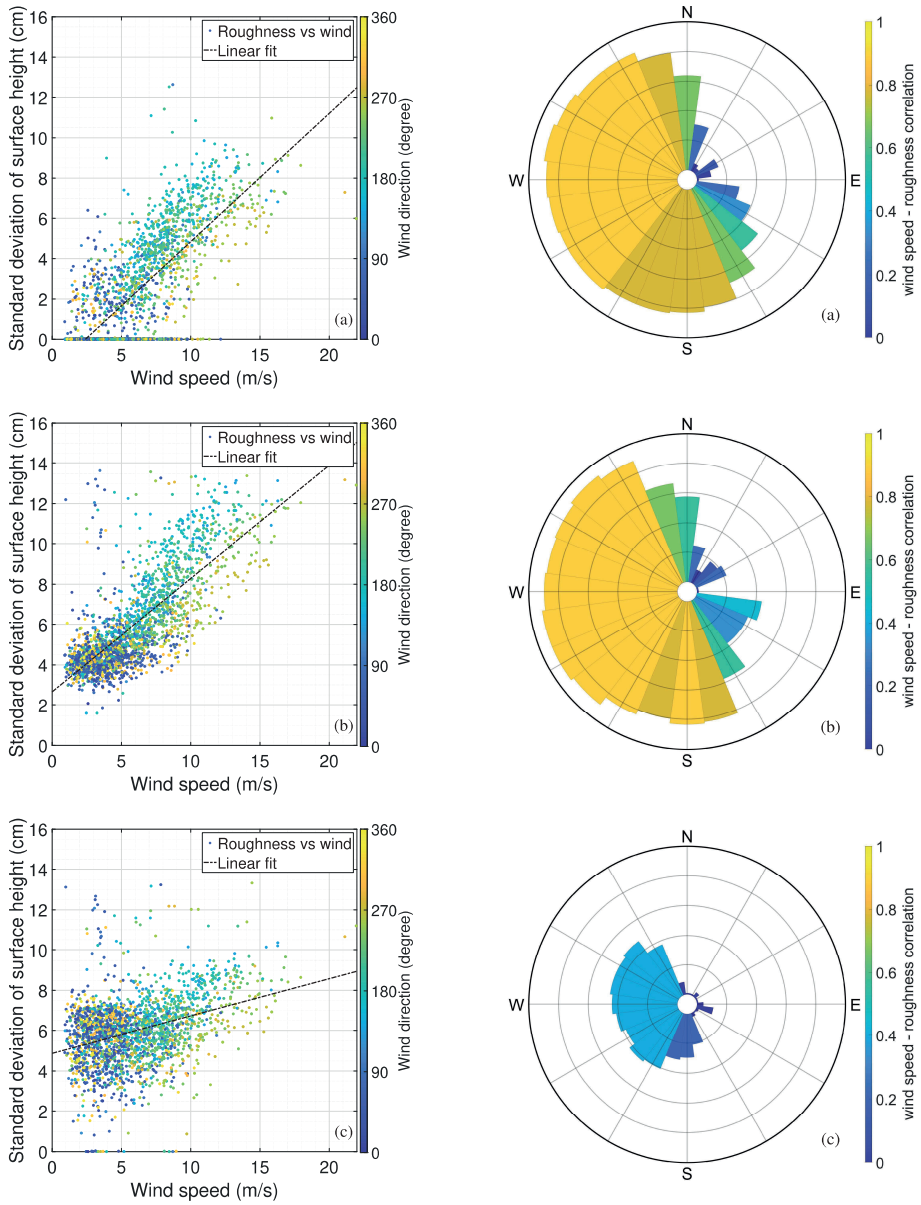 Standard deviation of surface height (cm)
16
14
12
10
8
6
4
2
0
0
5
10
15
20
Wind speed (m/s)
Roughness vs wind
Linear fit
(a)
360
270
180
90
0
Wind direction (degree)
N
W
E
S
(a)
1
0.8
0.6
0.4
0.2
0
wind speed - roughness correlation
Standard deviation of surface height (cm)
16
14
12
10
8
6
4
2
0
0
5
10
15
20
Wind speed (m/s)
Roughness vs wind
Linear fit
(b)
360
270
180
90
0
Wind direction (degree)
N
W
E
S
(b)
1
0.8
0.6
0.4
0.2
0
wind speed - roughness correlation
Standard deviation of surface height (cm)
16
14
12
10
8
6
4
2
0
0
5
10
15
20
Wind speed (m/s)
Roughness vs wind
Linear fit
(c)
360
270
180
90
0
Wind direction (degree)
N
W
E
S
(c)
1
0.8
0.6
0.4
0.2
0
wind speed - roughness correlation